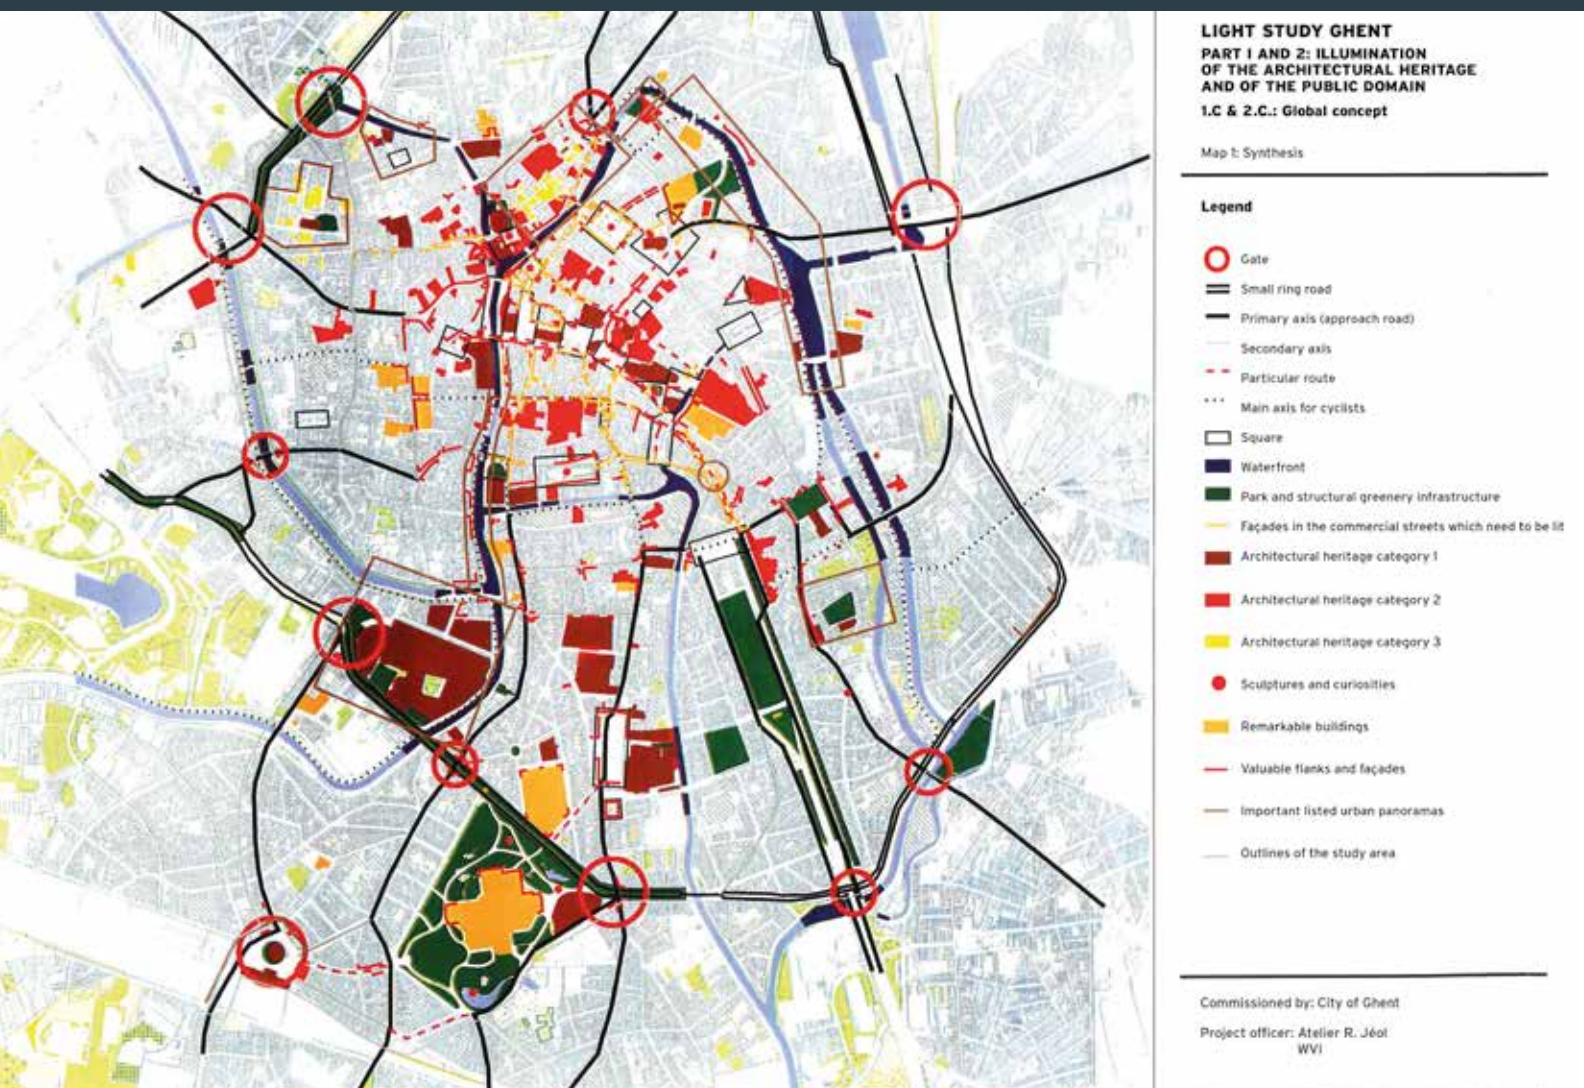 LIGHT STUDY GHENT
PART I AND 2: ILLUMINATION
OF THE ARCHITECTURAL HERITAGE
AND OF THE PUBLIC DOMAIN
1.C & 2.C.: Global concept
Map 1: Synthesis
Legend
Gate
Small ring road
Primary axis (approach road)
Secondary axis
Particular route
Main axis for cyclists
Square
Waterfront
Park and structural greenery infrastructure
Façades in the commercial streets which need to be lit
Architectural heritage category 1
Architectural heritage category 2
Architectural heritage category 3
Sculptures and curiosities
Remarkable buildings
Valuable flanks and façades
Important listed urban panoramas
Outlines of the study area
Commissioned by: City of Ghent
Project officer: Atelier R. Jéol
WVI